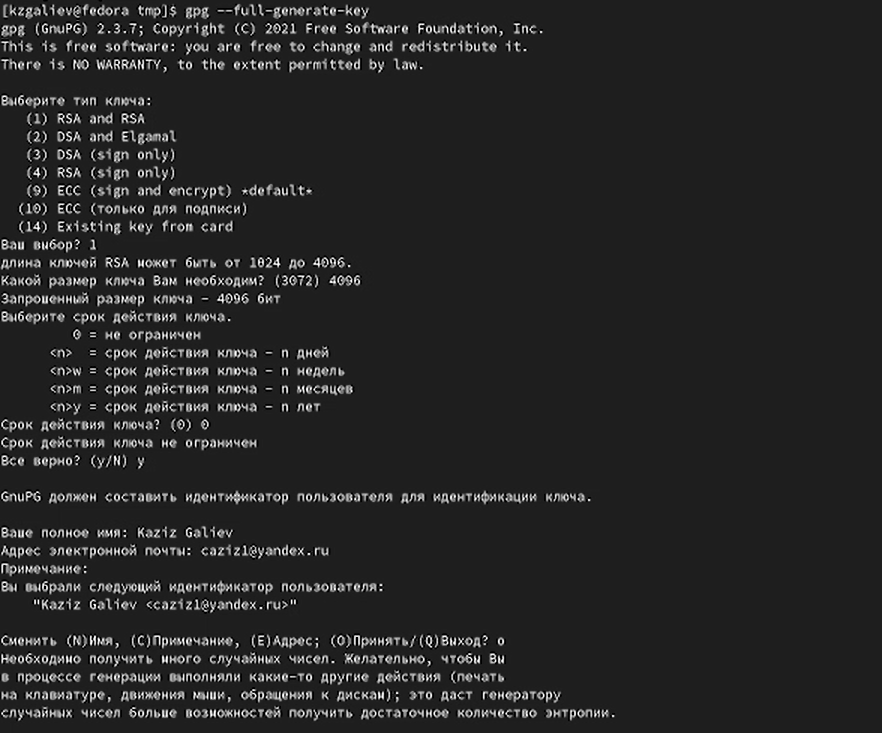 [kzgaliev@fedora tmp]$ gpg --full-generate-key
gpg (GnuPG) 2.3.7; Copyright (C) 2021 Free Software Foundation, Inc.
This is free software: you are free to change and redistribute it.
There is NO WARRANTY, to the extent permitted by law.
Выберите тип ключа:
(1) RSA and RSA
(2) DSA and Elgamal
(3) DSA (sign only)
(4) RSA (sign only)
(9) ECC (sign and encrypt) *default*
(10) ECC (только для подписи)
(14) Existing key from card
Ваш выбор? 1
длина ключей RSA может быть от 1024 до 4096.
Какой размер ключа Вам необходим? (3072) 4096
Запрошенный размер ключа - 4096 бит
Выберите срок действия ключа.
0 = не ограничен
<n>  = срок действия ключа - n дней
<n>w = срок действия ключа - n недель
<n>m = срок действия ключа - n месяцев
<n>y = срок действия ключа - n лет
Срок действия ключа? (0) 0
Срок действия ключа не ограничен
Все верно? (y/N) y
GnuPG должен составить идентификатор пользователя для идентификации ключа.
Ваше полное имя: Kaziz Galiev
Адрес электронной почты: caziz1@yandex.ru
Примечание:
Вы выбрали следующий идентификатор пользователя:
"Kaziz Galiev <caziz1@yandex.ru>"
Сменить (N)Имя, (C)Примечание, (E)Адрес; (O)Принять/(Q)Выход? o
Необходимо получить много случайных чисел. Желательно, чтобы Вы
в процессе генерации выполняли какие-то другие действия (печать
на клавиатуре, движения мыши, обращения к дискам); это даст генератору
случайных чисел больше возможностей получить достаточное количество энтропии.